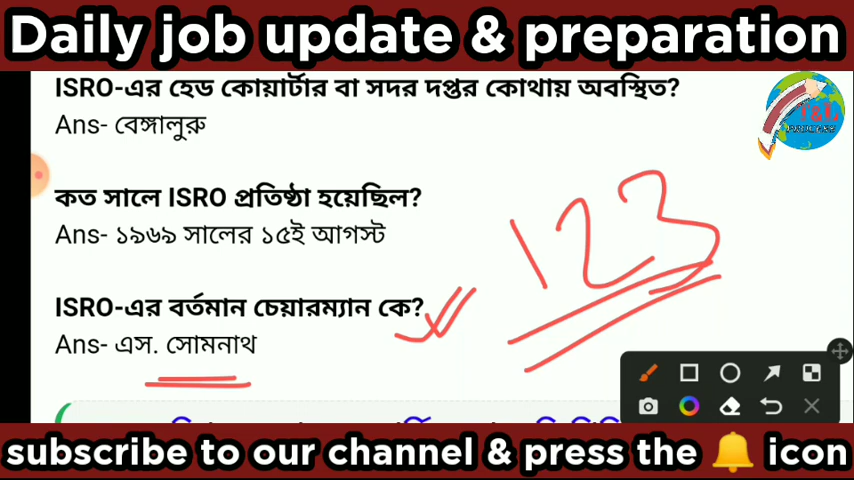 Daily job update & preparation
ISRO-এর হেড কোয়ার্টার বা সদর দপ্তর কোথায় অবস্থিত?
Ans- বেঙ্গালুরু
কত সালে ISRO প্রতিষ্ঠা হয়েছিল?
Ans- ১৯৬৯ সালের ১৫ই আগস্ট
123
ISRO-এর বর্তমান চেয়ারম্যান কে?
Ans- এস. সোমনাথ
subscribe to our channel & press the 🔔 icon